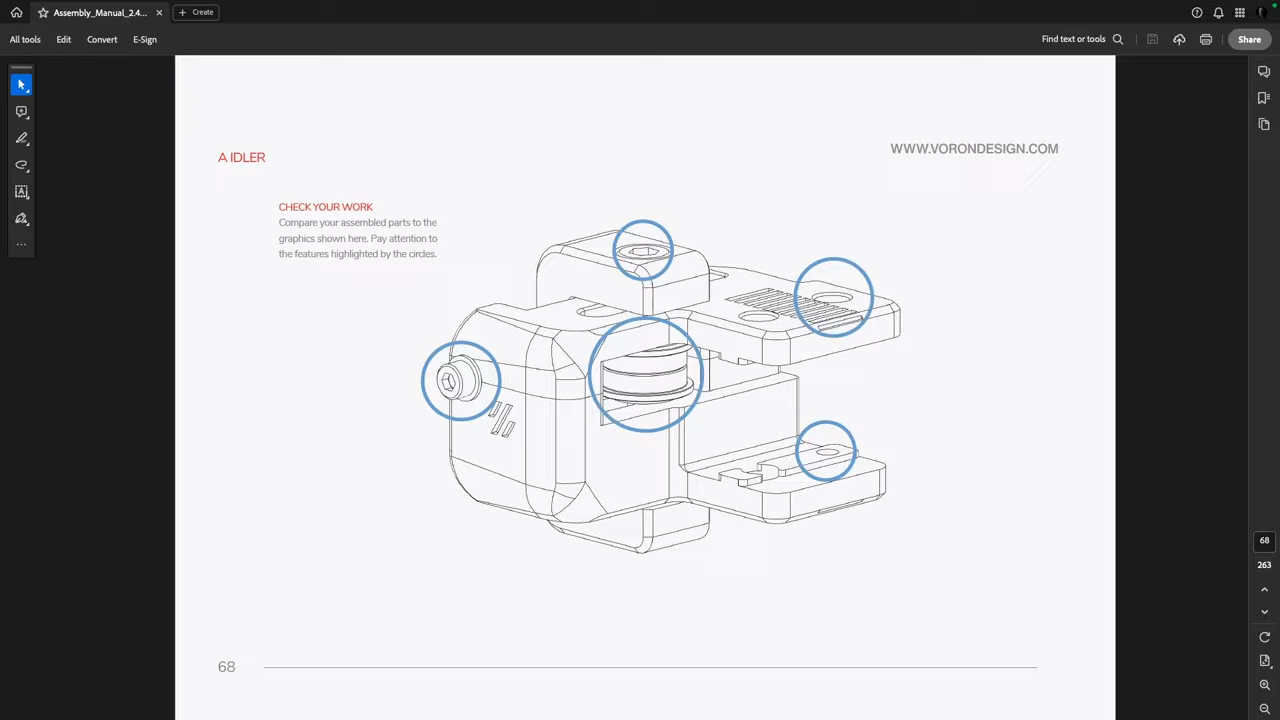 Assembly_Manual_2.4...
Create
All tools
Edit
Convert
E-Sign
Find text or tools
Share
A IDLER
WWW.VORONDESIGN.COM
CHECK YOUR WORK
Compare your assembled parts to the
graphics shown here. Pay attention to
the features highlighted by the circles.
68
263
68